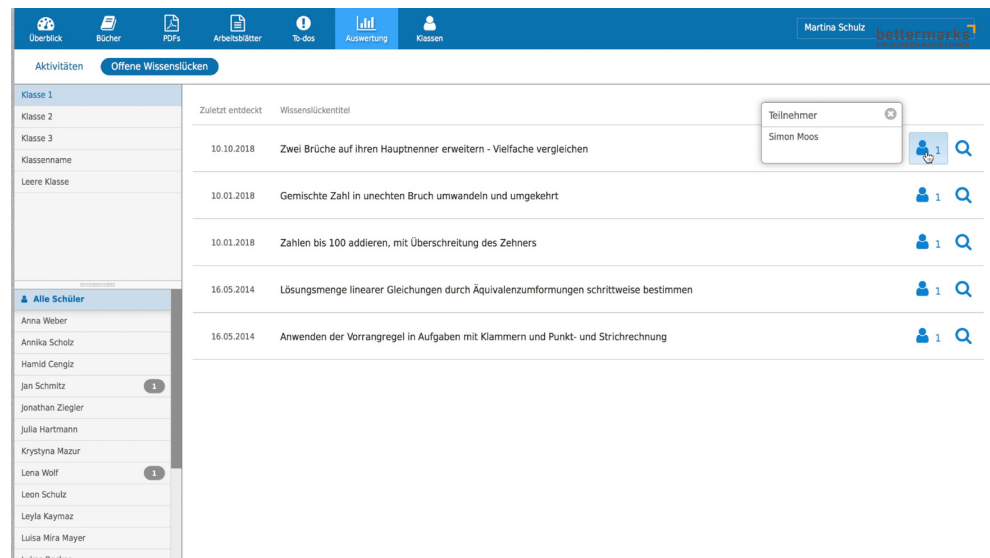 Überblick
Bücher
PDFs
Arbeitsblätter
To-dos
Auswertung
Klassen
Martina Schulz
bettermarks
Aktivitäten
Offene Wissenslücken
Klasse 1
Klasse 2
Klasse 3
Klassenname
Leere Klasse
Zuletzt entdeckt Wissenslückentitel
Teilnehmer
Simon Moos
10.10.2018 Zwei Brüche auf ihren Hauptnenner erweitern - Vielfache vergleichen 1
10.01.2018 Gemischte Zahl in unechten Bruch umwandeln und umgekehrt 1
10.01.2018 Zahlen bis 100 addieren, mit Überschreitung des Zehners 1
16.05.2014 Lösungsmenge linearer Gleichungen durch Äquivalenzumformungen schrittweise bestimmen 1
16.05.2014 Anwenden der Vorrangregel in Aufgaben mit Klammern und Punkt- und Strichrechnung 1
Alle Schüler
Anna Weber
Annika Scholz
Hamid Cengiz
Jan Schmitz 1
Jonathan Ziegler
Julia Hartmann
Krystyna Mazur
Lena Wolf 1
Leon Schulz
Leyla Kaymaz
Luisa Mira Mayer